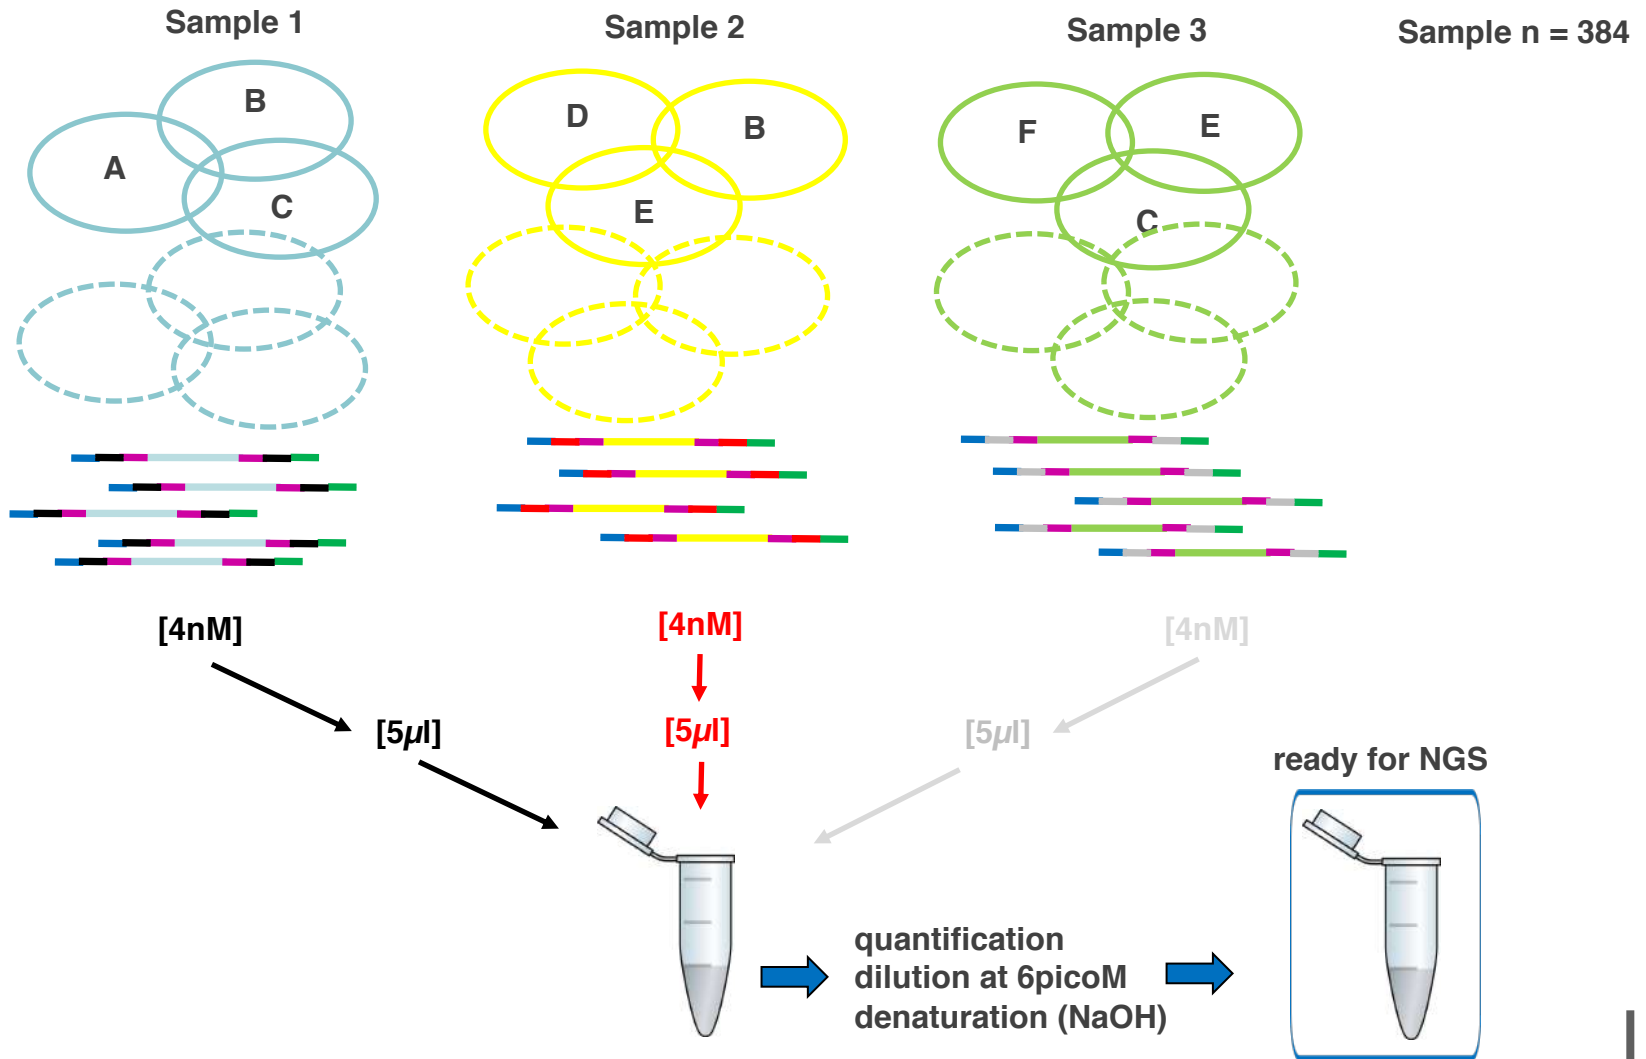 Sample 1
Sample 2
Sample 3
Sample n = 384
B
A
C
D
B
E
F
E
C
[4nM]
[4nM]
[4nM]
[5µl]
[5µl]
[5µl]
ready for NGS
quantification
dilution at 6picoM
denaturation (NaOH)